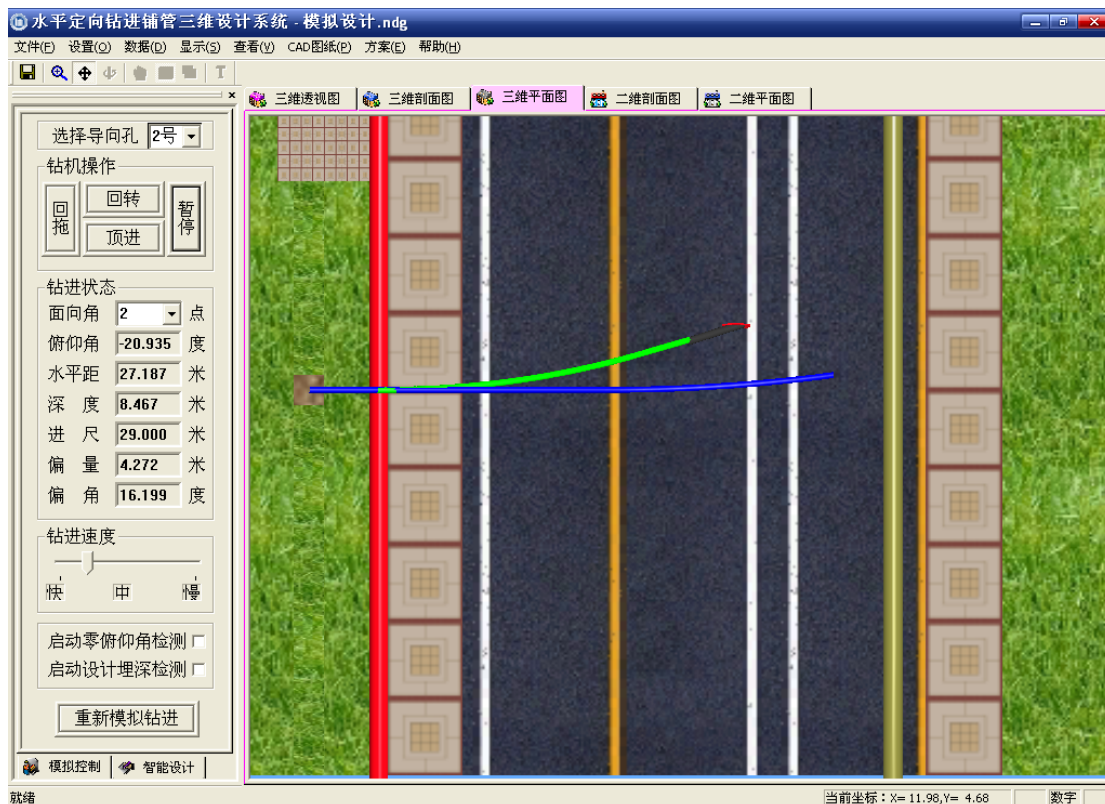 水平定向钻进铺管三维设计系统 - 模拟设计.ndg
文件(F) 设置(O) 数据(D) 显示(S) 查看(V) CAD图纸(P) 方案(E) 帮助(H)
T
三维透视图 三维剖面图 三维平面图 二维剖面图 二维平面图
选择导向孔 2号
钻机操作
回拖 回转 顶进 暂停
钻进状态
面向角 2 点
俯仰角 -20.935 度
水平距 27.187 米
深 度 8.467 米
进 尺 29.000 米
偏 量 4.272 米
偏 角 16.199 度
钻进速度
快 中 慢
启动零俯仰角检测
启动设计埋深检测
重新模拟钻进
模拟控制 智能设计
就绪 当前坐标：X= 11.98,Y= 4.68 数字